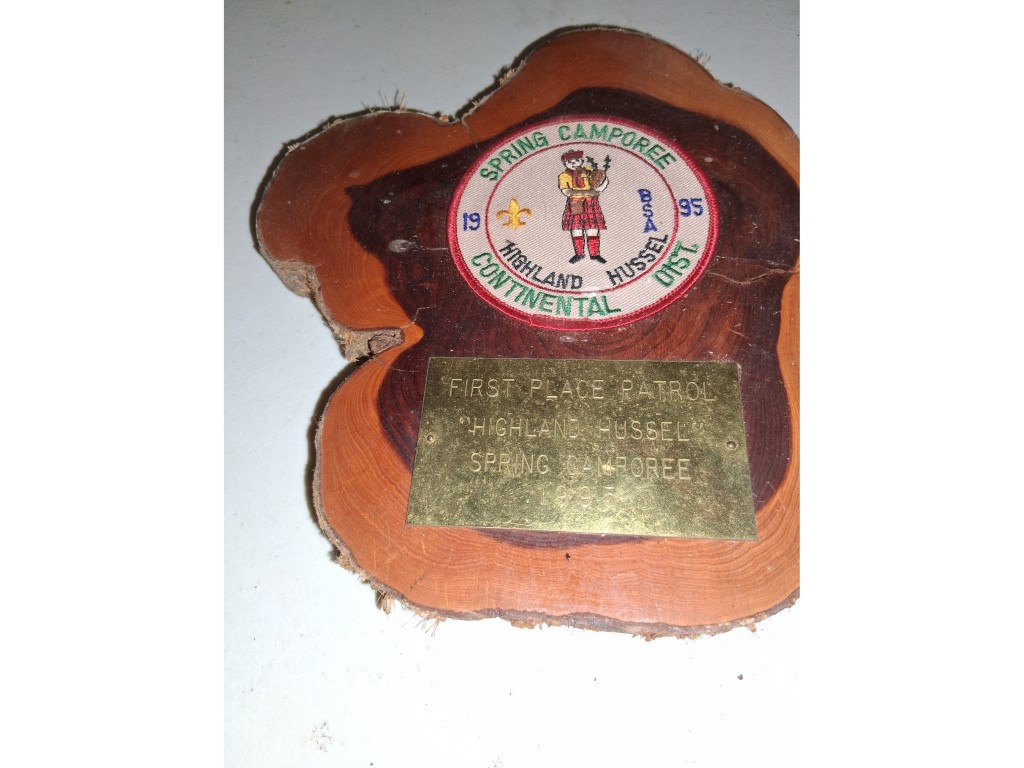 SPRING CAMPOREE
19
BSA
95
HIGHLAND HUSSEL
CONTINENTAL DIST.
FIRST PLACE PATROL
"HIGHLAND HUSSEL"
SPRING CAMPOREE
1995